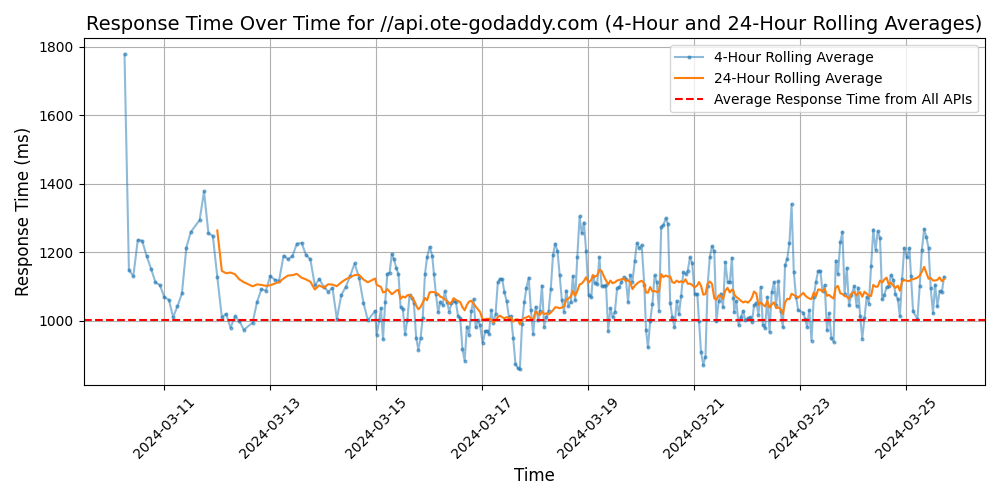 Response Time Over Time for //api.ote-godaddy.com (4-Hour and 24-Hour Rolling Averages)
4-Hour Rolling Average
24-Hour Rolling Average
Average Response Time from All APIs
Response Time (ms)
1800
1600
1400
1200
1000
2024-03-11
2024-03-13
2024-03-15
2024-03-17
2024-03-19
2024-03-21
2024-03-23
2024-03-25
Time